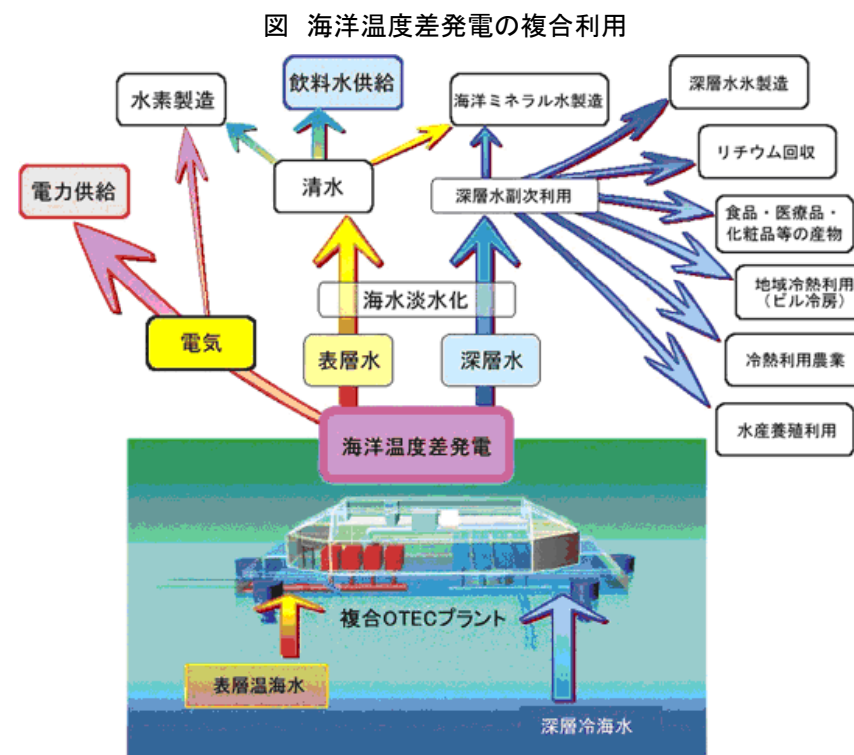 図 海洋温度差発電の複合利用
水素製造
飲料水供給
海洋ミネラル水製造
深層水氷製造
リチウム回収
電力供給
清水
深層水副次利用
食品・医療品・
化粧品等の産物
地域冷熱利用
(ビル冷房)
海水淡水化
電気
表層水
深層水
冷熱利用農業
水産養殖利用
海洋温度差発電
複合OTECプラント
表層温海水
深層冷海水